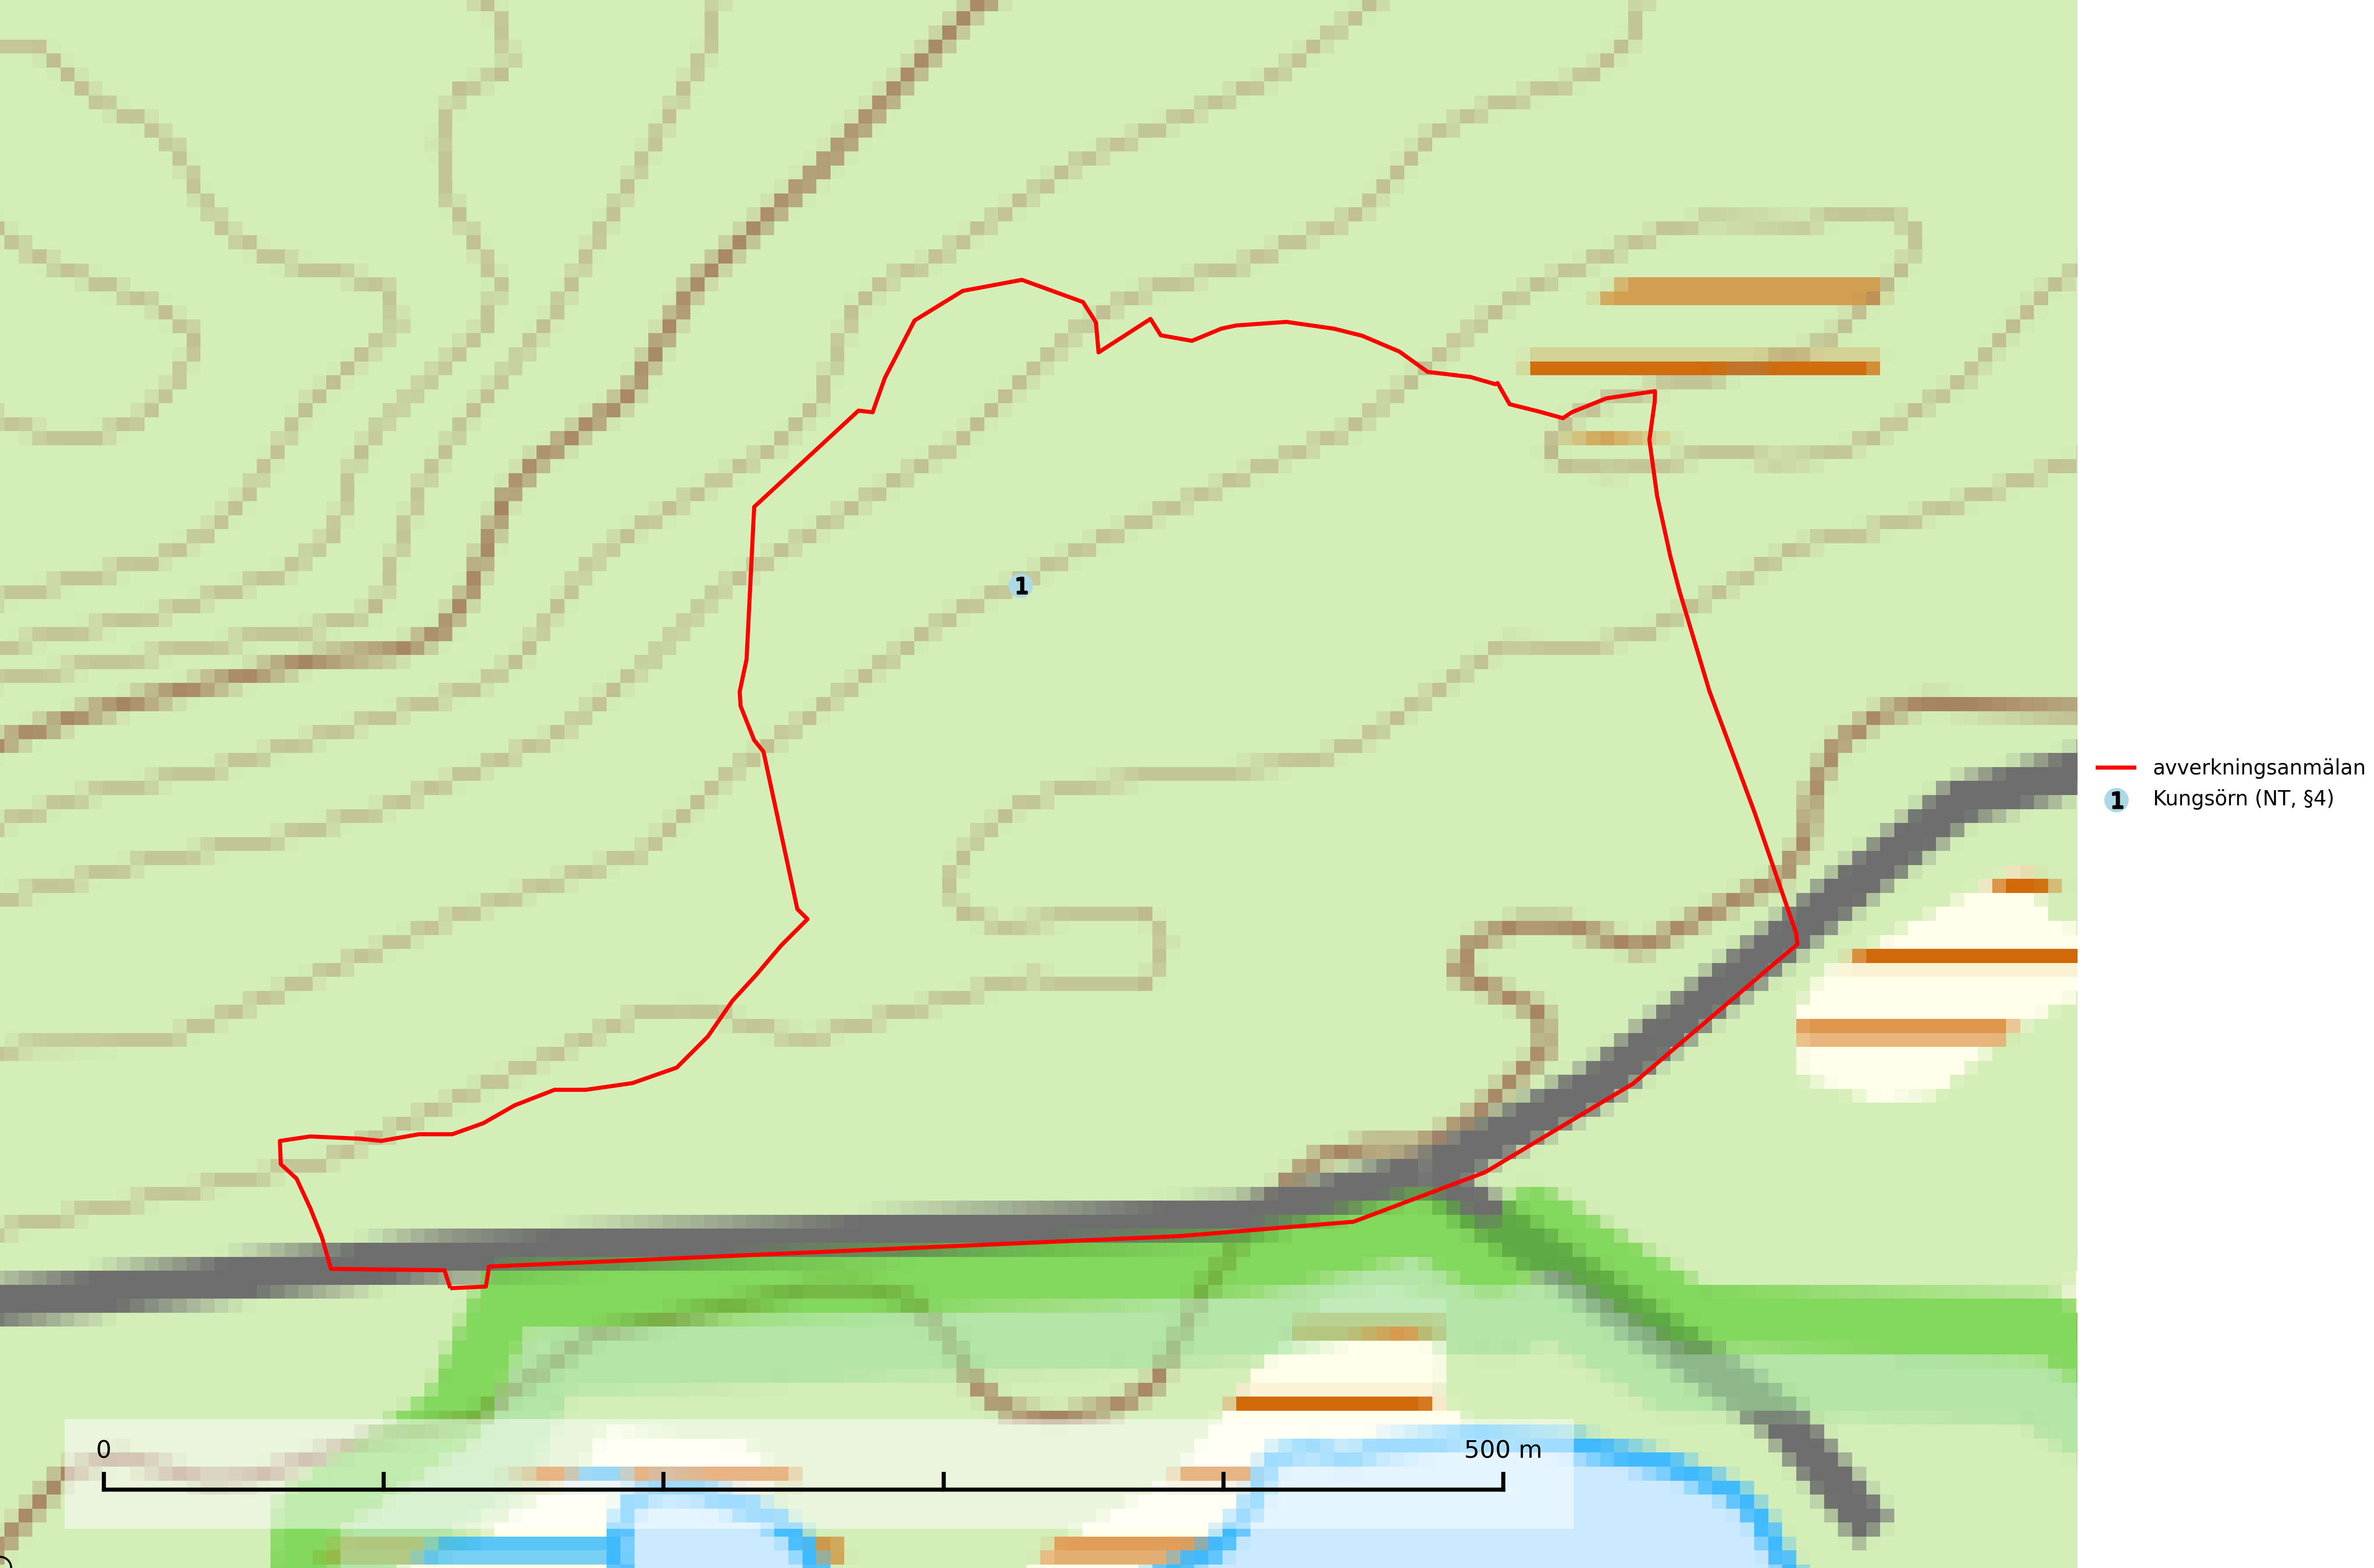 1
avverkningsanmälan
1 Kungsörn (NT, §4)
0 500 m